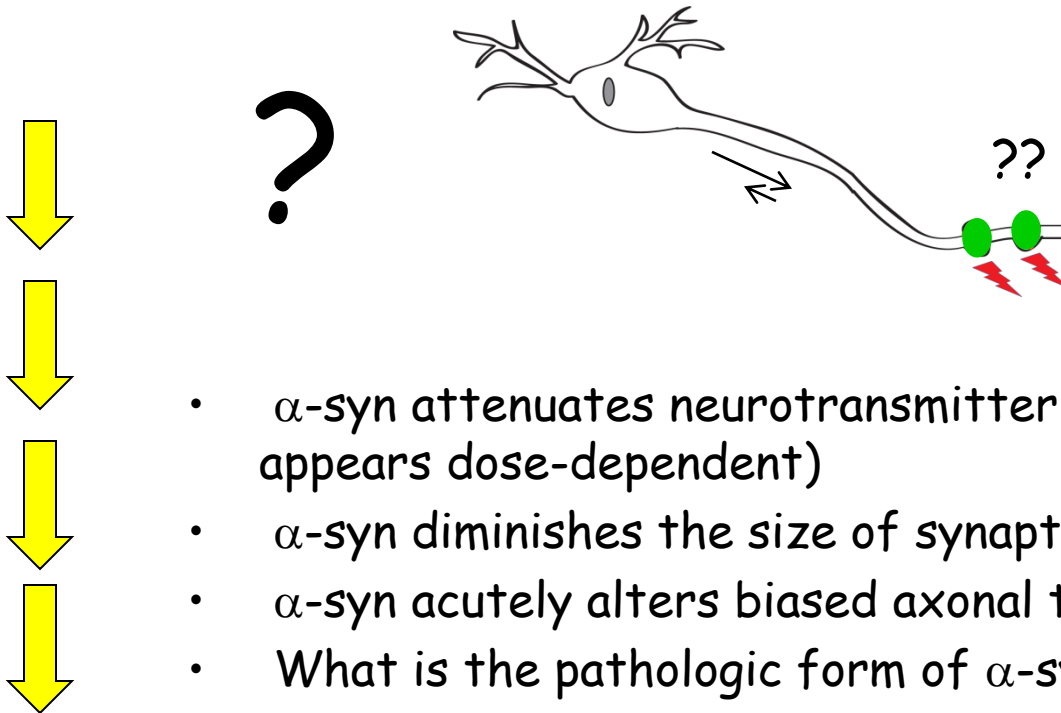 ?
??
• α-syn attenuates neurotransmitter
appears dose-dependent)
• α-syn diminishes the size of
• α-syn acutely alters biased axonal
• What is the pathologic form of